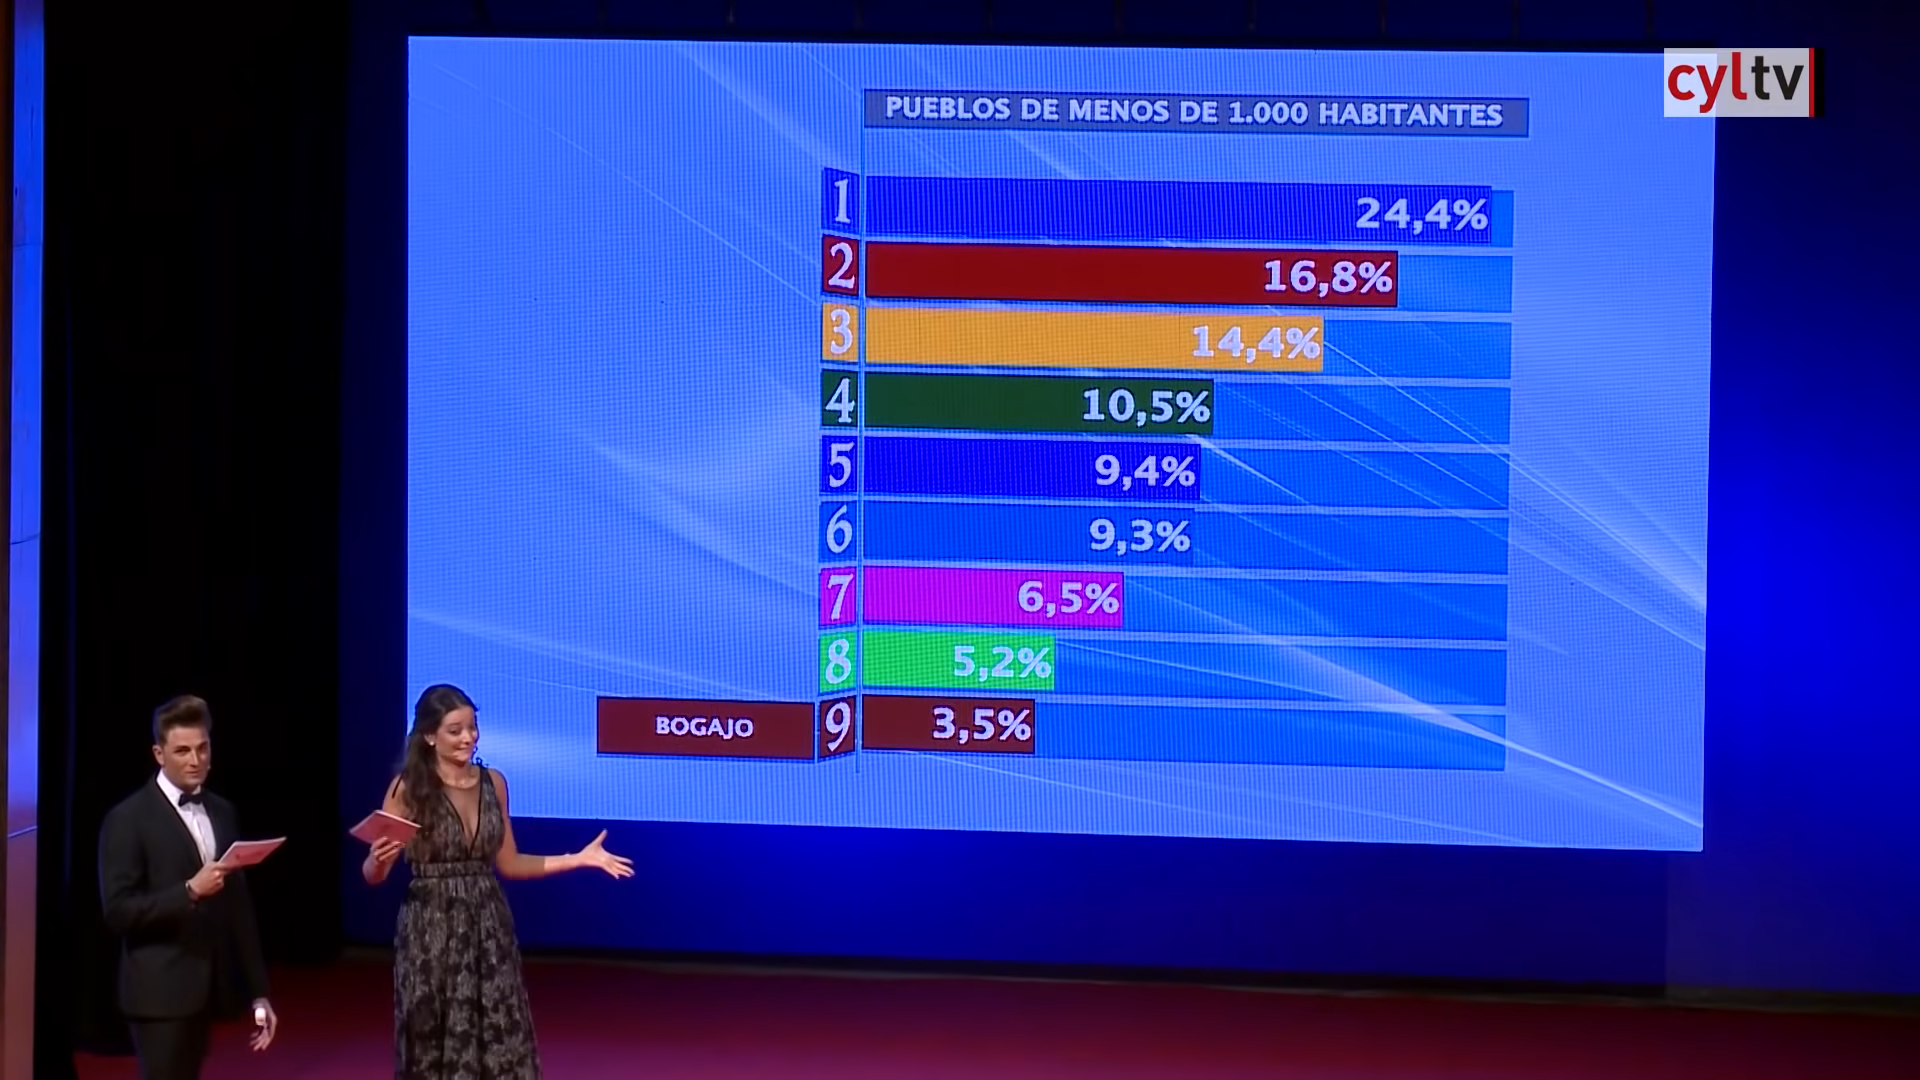 cyltv
PUEBLOS DE MENOS DE 1.000 HABITANTES
1 24,4%
2 16,8%
3 14,4%
4 10,5%
5 9,4%
6 9,3%
7 6,5%
8 5,2%
BOGAJO 9 3,5%